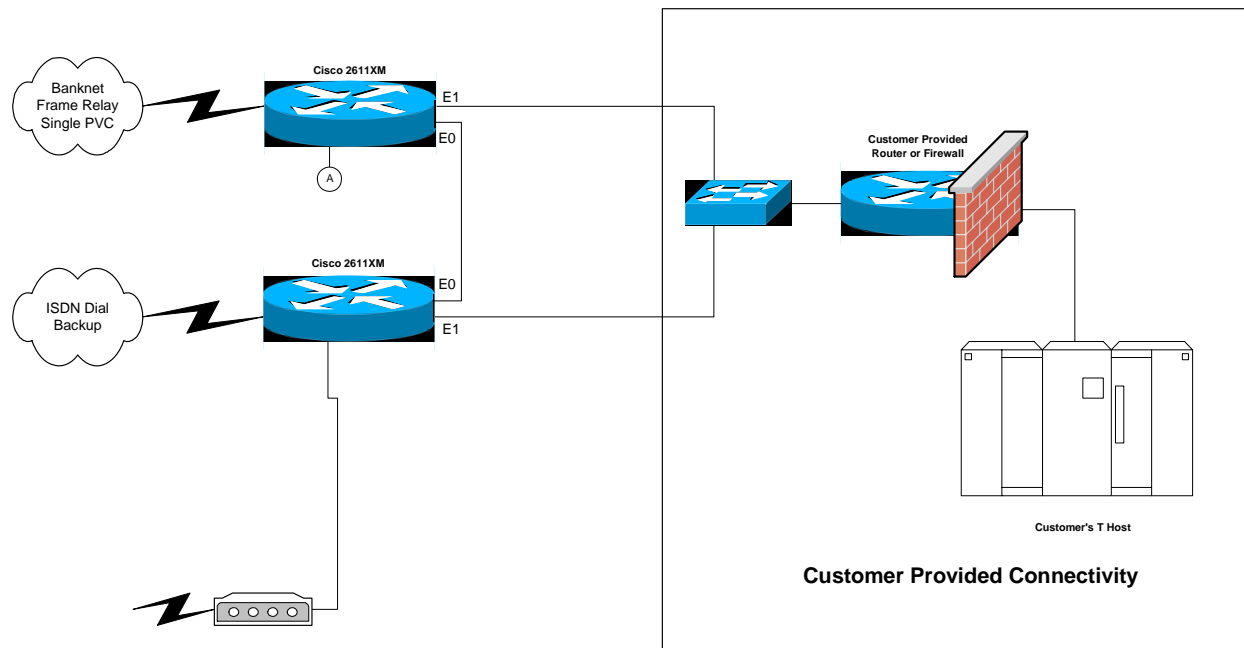 Banknet
Frame Relay
Single PVC
Cisco 2611XM
E1
E0
A
Customer Provided
Router or Firewall
ISDN Dial
Backup
Cisco 2611XM
E0
E1
Customer's T Host
Customer Provided Connectivity